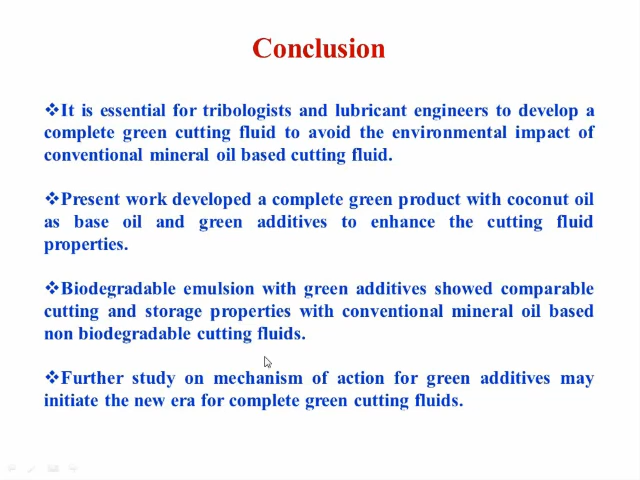 Conclusion
❖It is essential for tribologists and lubricant engineers to develop a
complete green cutting fluid to avoid the environmental impact of
conventional mineral oil based cutting fluid.
❖Present work developed a complete green product with coconut oil
as base oil and green additives to enhance the cutting fluid
properties.
❖Biodegradable emulsion with green additives showed comparable
cutting and storage properties with conventional mineral oil based
non biodegradable cutting fluids.
❖Further study on mechanism of action for green additives may
initiate the new era for complete green cutting fluids.